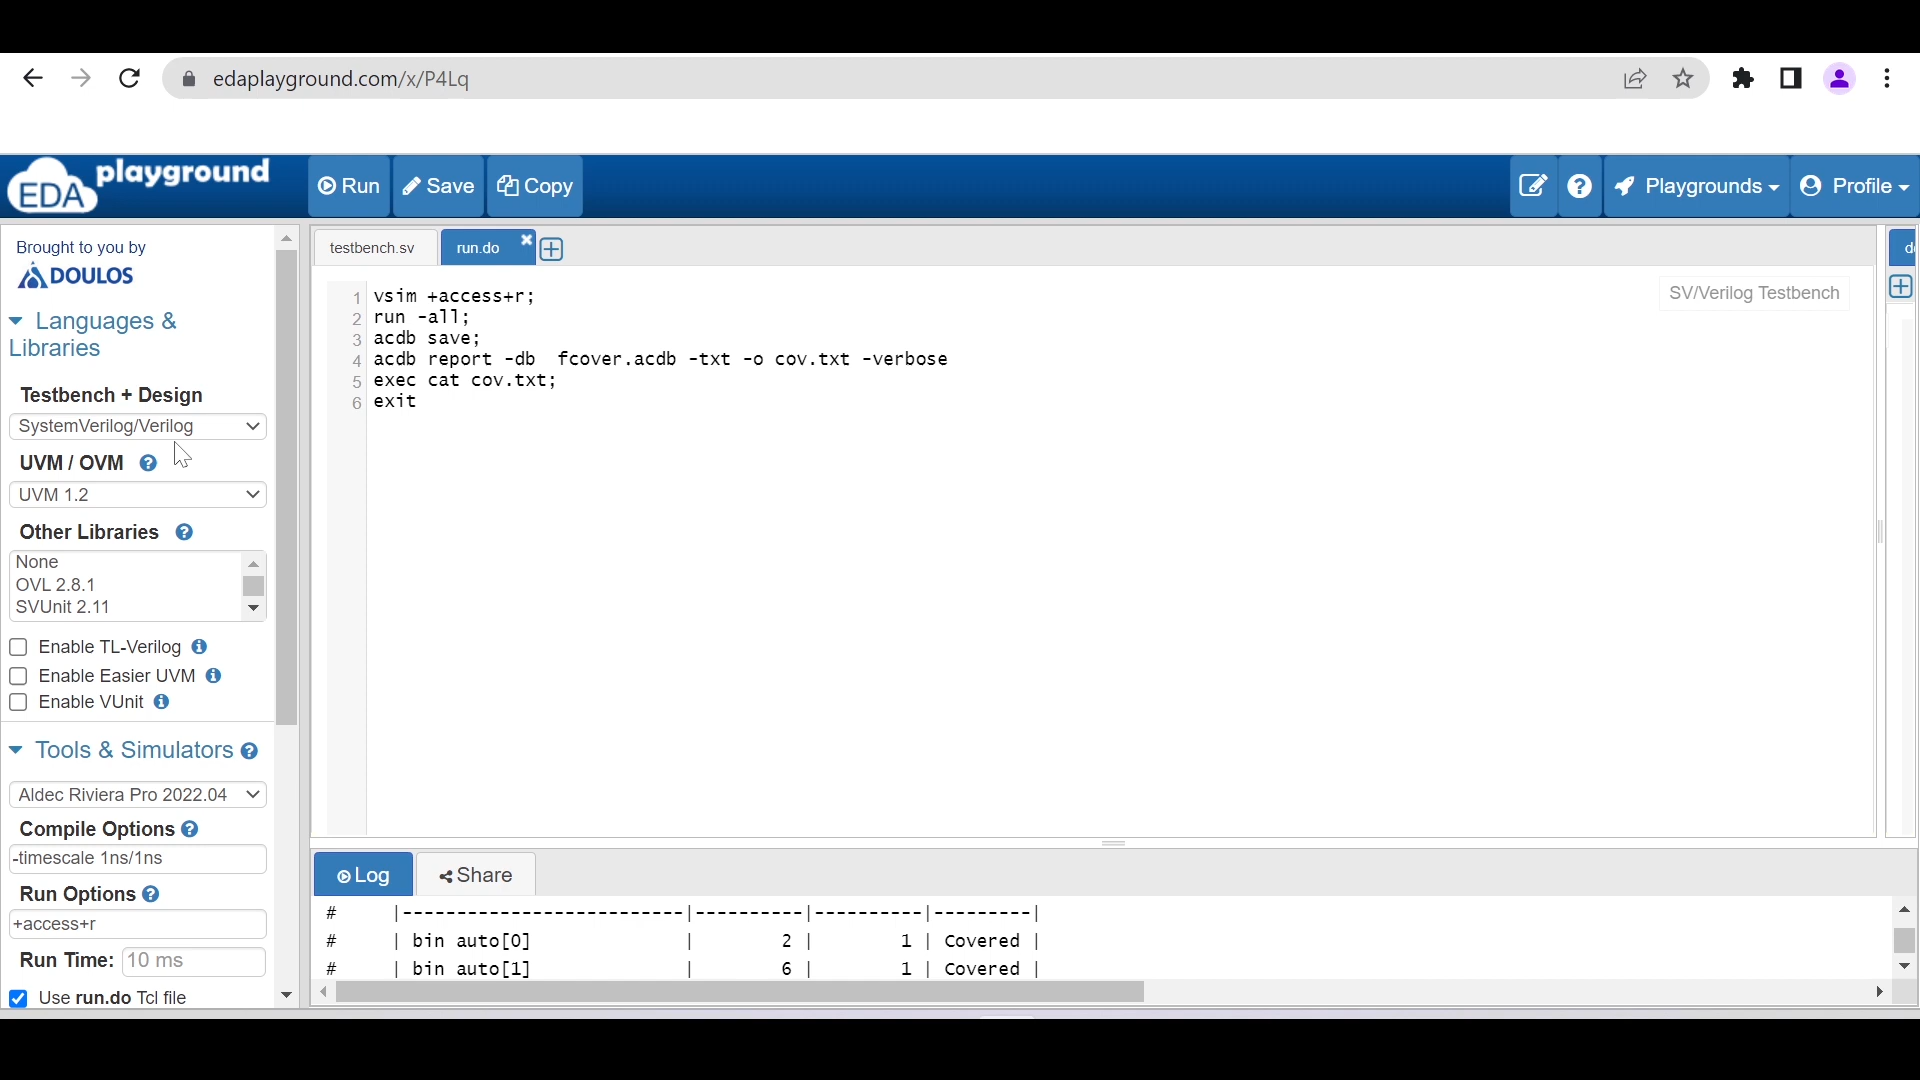 edaplayground.com/x/P4Lq
EDA playground
Run
Save
Copy
Playgrounds
Profile
Brought to you by
DOULOS
Languages &
Libraries
Testbench + Design
SystemVerilog/Verilog
UVM / OVM
UVM 1.2
Other Libraries
None
OVL 2.8.1
SVUnit 2.11
Enable TL-Verilog
Enable Easier UVM
Enable VUnit
Tools & Simulators
Aldec Riviera Pro 2022.04
Compile Options
-timescale 1ns/1ns
Run Options
+access+r
Run Time: 10 ms
Use run.do Tcl file
testbench.sv
run.do
SV/Verilog Testbench
1 vsim +access+r;
2 run -all;
3 acdb save;
4 acdb report -db  fcover.acdb -txt -o cov.txt -verbose
5 exec cat cov.txt;
6 exit
Log
Share
# |--------------------------|----------|----------|---------|
# | bin auto[0] | 2 | 1 | Covered |
# | bin auto[1] | 6 | 1 | Covered |